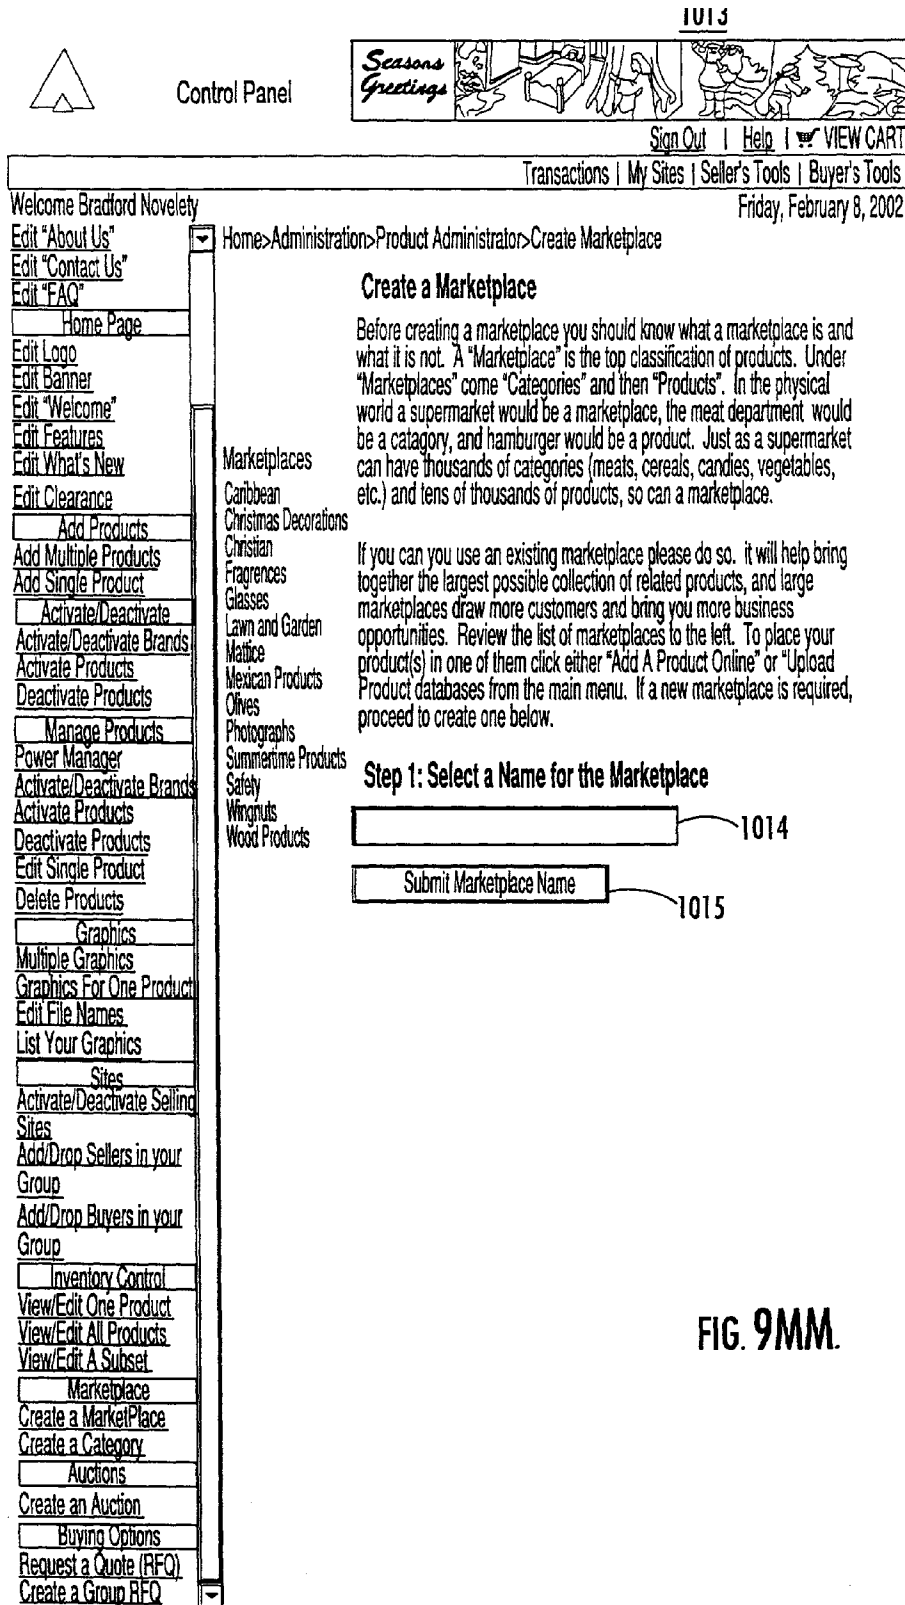 1013
Control Panel
Seasons
Greetings
Sign Out | Help | VIEW CART
Transactions | My Sites | Seller's Tools | Buyer's Tools
Welcome Bradford Novelety
Friday, February 8, 2002
Edit "About Us"
Edit "Contact Us"
Edit "FAQ"
Home Page
Edit Logo
Edit Banner
Edit "Welcome"
Edit Features
Edit What's New
Edit Clearance
Add Products
Add Multiple Products
Add Single Product
Activate/Deactivate
Activate/Deactivate Brands
Activate Products
Deactivate Products
Manage Products
Power Manager
Activate/Deactivate Brands
Activate Products
Deactivate Products
Edit Single Product
Delete Products
Graphics
Multiple Graphics
Graphics For One Product
Edit File Names
List Your Graphics
Sites
Activate/Deactivate Selling
Sites
Add/Drop Sellers in your
Group
Add/Drop Buyers in your
Group
Inventory Control
View/Edit One Product
View/Edit All Products
View/Edit A Subset
Marketplace
Create a MarketPlace
Create a Category
Auctions
Create an Auction
Buying Options
Request a Quote (RFQ)
Create a Group RFQ
Home>Administration>Product Administrator>Create Marketplace
Marketplaces
Caribbean
Christmas Decorations
Christian
Fragrences
Glasses
Lawn and Garden
Mattice
Mexican Products
Olives
Photographs
Summertime Products
Safety
Wingnuts
Wood Products
Create a Marketplace
Before creating a marketplace you should know what a marketplace is and
what it is not. A "Marketplace" is the top classification of products. Under
"Marketplaces" come "Categories" and then "Products". In the physical
world a supermarket would be a marketplace, the meat department would
be a catagory, and hamburger would be a product. Just as a supermarket
can have thousands of categories (meats, cereals, candies, vegetables,
etc.) and tens of thousands of products, so can a marketplace.
If you can you use an existing marketplace please do so. it will help bring
together the largest possible collection of related products, and large
marketplaces draw more customers and bring you more business
opportunities. Review the list of marketplaces to the left. To place your
product(s) in one of them click either "Add A Product Online" or "Upload
Product databases from the main menu. If a new marketplace is required,
proceed to create one below.
Step 1: Select a Name for the Marketplace
1014
Submit Marketplace Name
1015
FIG. 9MM.